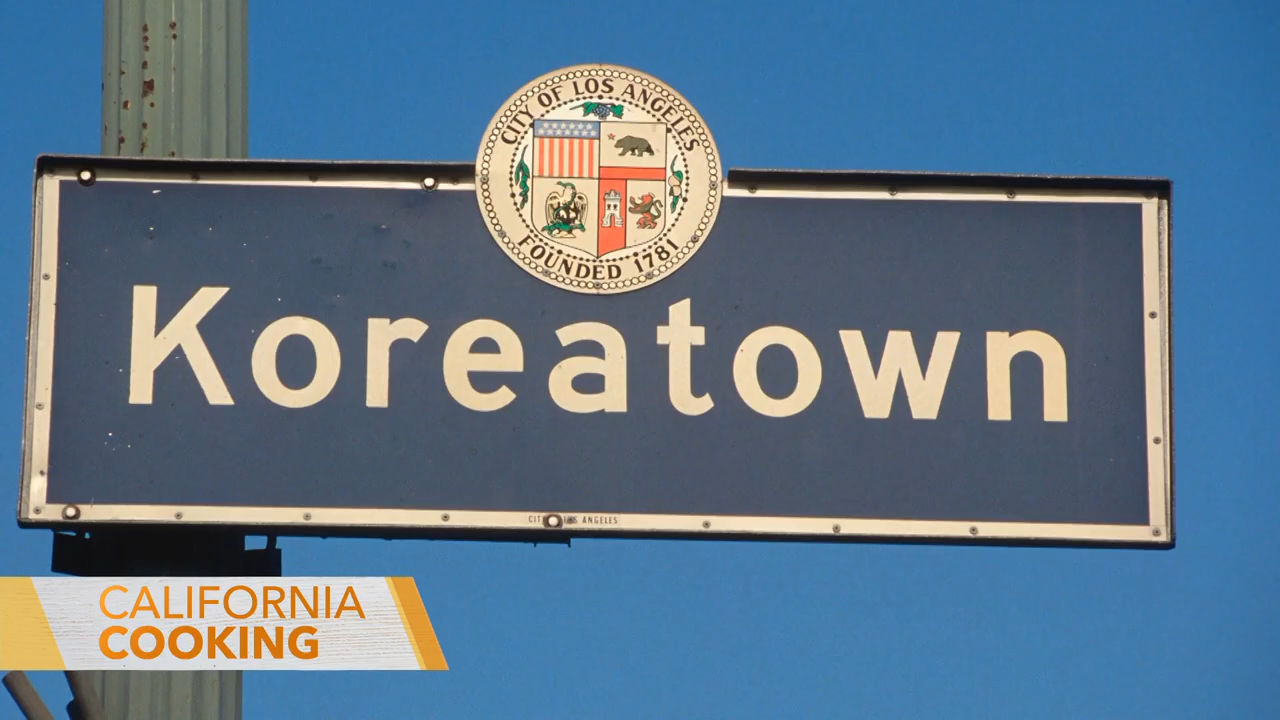 CITY OF LOS ANGELES
FOUNDED 1781
Koreatown
CALIFORNIA
COOKING